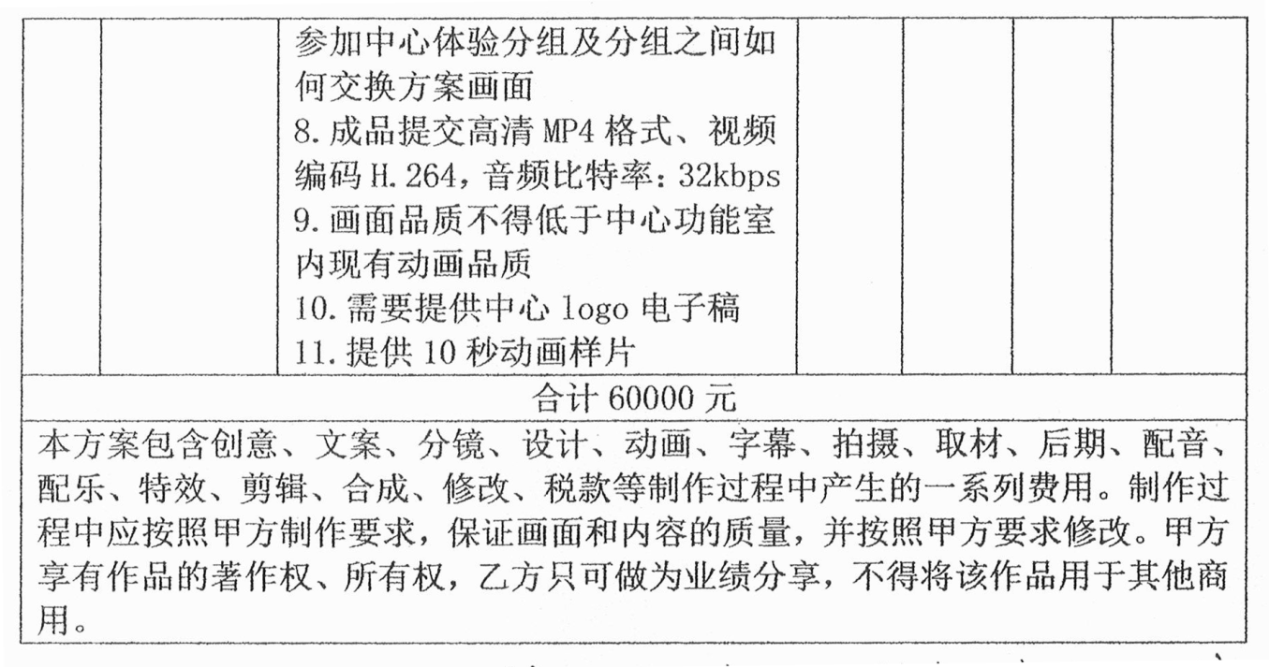 参加中心体验分组及分组之间如
何交换方案画面
8.成品提交高清 MP4 格式、视频
编码 H.264，音频比特率：32kbps
9.画面品质不得低于中心功能室
内现有动画品质
10.需要提供中心 logo 电子稿
11.提供 10 秒动画样片
合计 60000 元
本方案包含创意、文案、分镜、设计、动画、字幕、拍摄、取材、后期、配音、
配乐、特效、剪辑、合成、修改、税款等制作过程中产生的一系列费用。制作过
程中应按照甲方制作要求，保证画面和内容的质量，并按照甲方要求修改。甲方
享有作品的著作权、所有权，乙方只可做为业绩分享，不得将该作品用于其他商
用。